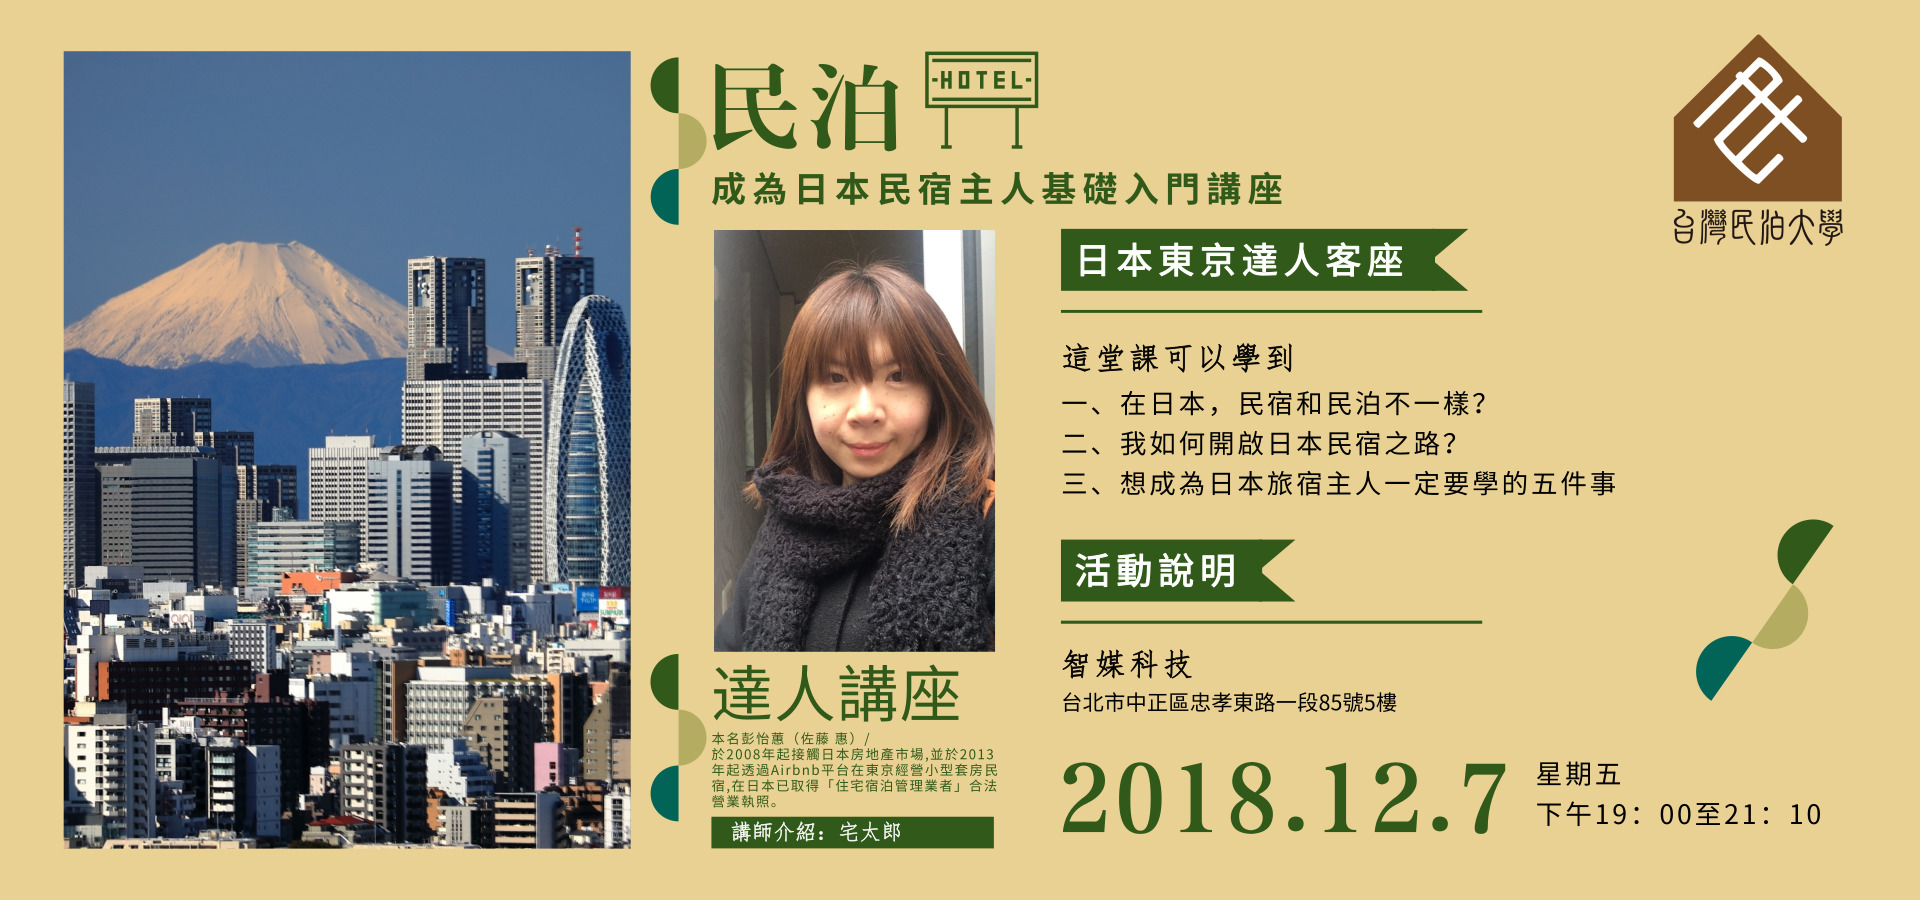 民泊
HOTEL
成為日本民宿主人基礎入門講座
台灣民泊大學
日本東京達人客座
這堂課可以學到
一、在日本，民宿和民泊不一樣？
二、我如何開啟日本民宿之路？
三、想成為日本旅宿主人一定要學的五件事
活動說明
智媒科技
台北市中正區忠孝東路一段85號5樓
2018.12.7
星期五
下午19：00至21：10
達人講座
本名彭怡蕙（佐藤 惠）/
於2008年起接觸日本房地產市場,並於2013
年起透過Airbnb平台在東京經營小型套房民
宿,在日本已取得「住宅宿泊管理業者」合法
營業執照。
講師介紹：宅太郎